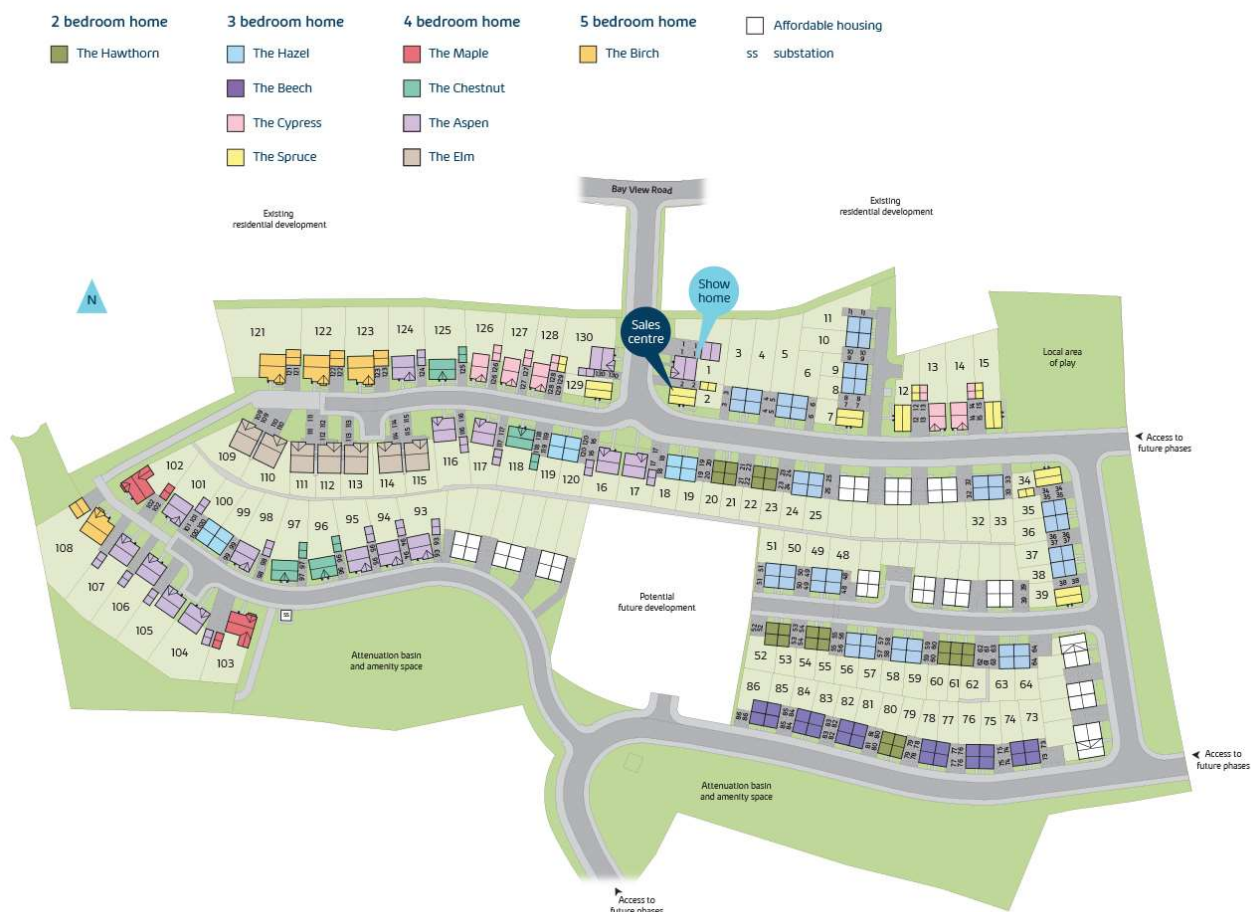 2 bedroom home
The Hawthorn
3 bedroom home
The Hazel
The Beech
The Cypress
The Spruce
4 bedroom home
The Maple
The Chestnut
The Aspen
The Elm
5 bedroom home
The Birch
Affordable housing
ss substation
Bay View Road
Existing
residential development
Existing
residential development
N
Show
home
Sales
centre
Local area
of play
121 122 123 124 125 126 127 128 130
129
1
2
3 4 5 6
7
8
9
10
11
12 13 14 15
Access to
future phases
109 110 111 112 113 114 115 116 117 118 119 120 16 17 18 19 20 21 22 23 24 25
32 33
34
35
36
37
38
39
102 101 100 99 98 97 96 95 94 93
108 107 106 105 104 103
SS
51 50 49 48
Potential
future development
52 53 54 55 56 57 58 59 60 61 62 63 64
86 85 84 83 82 81 80 79 78 77 76 75 74 73
Attenuation basin
and amenity space
Attenuation basin
and amenity space
Access to
future phases
Access to
future phases